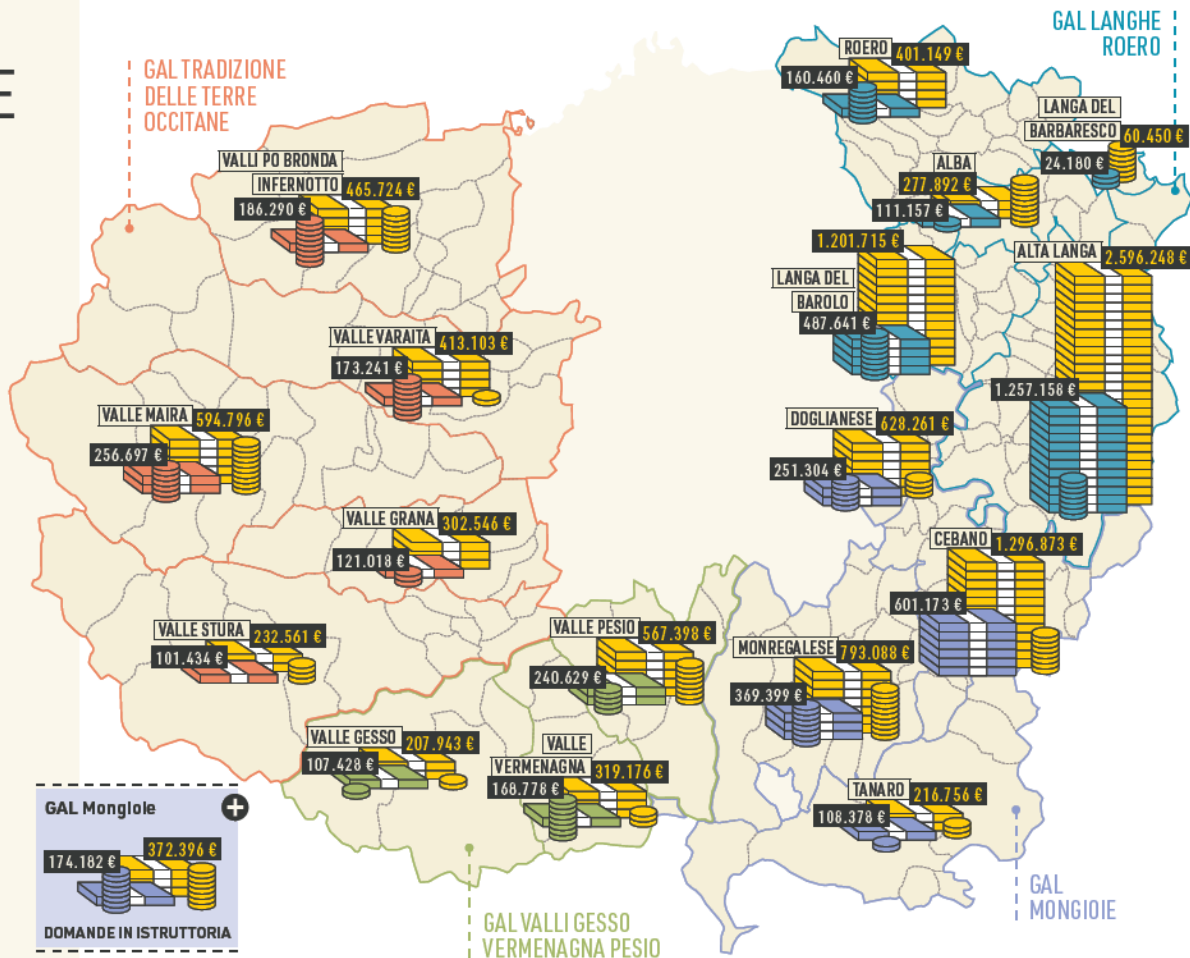 E
GAL TRADIZIONE
DELLE TERRE
OCCITANE
VALLI PO BRONDA
INFERNOTTO
465.724 €
186.290 €
VALLE VARAITA
413.103 €
173.241 €
VALLE MAIRA
594.796 €
256.697 €
VALLE GRANA
302.546 €
121.018 €
VALLE STURA
232.561 €
101.434 €
GAL LANGHE
ROERO
ROERO
401.149 €
160.460 €
LANGA DEL
BARBARESCO
60.450 €
24.180 €
ALBA
277.892 €
111.157 €
LANGA DEL
BAROLO
1.201.715 €
487.641 €
ALTA LANGA
2.596.248 €
1.257.158 €
DOGLIANESE
628.261 €
251.304 €
CEBANO
1.296.873 €
601.173 €
MONREGALESE
793.088 €
369.399 €
TANARO
216.756 €
108.378 €
GAL
MONGIOIE
VALLE PESIO
567.398 €
240.629 €
VALLE GESSO
207.943 €
107.428 €
VALLE
VERMENAGNA
319.176 €
168.778 €
GAL VALLI GESSO
VERMENAGNA PESIO
GAL MongIoIe
+
372.396 €
174.182 €
DOMANDE IN ISTRUTTORIA